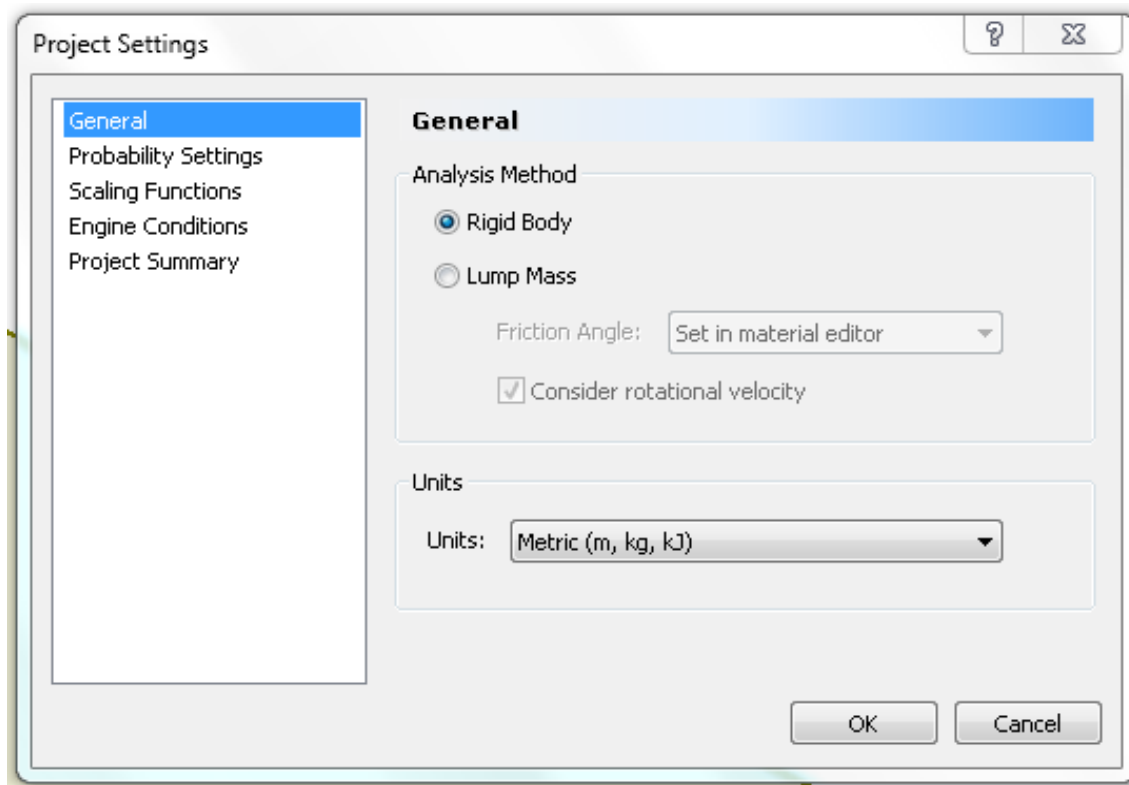 Project Settings
General
Probability Settings
Scaling Functions
Engine Conditions
Project Summary
General
Analysis Method
Rigid Body
Lump Mass
Friction Angle: Set in material editor
Consider rotational velocity
Units
Units: Metric (m, kg, kJ)
OK Cancel